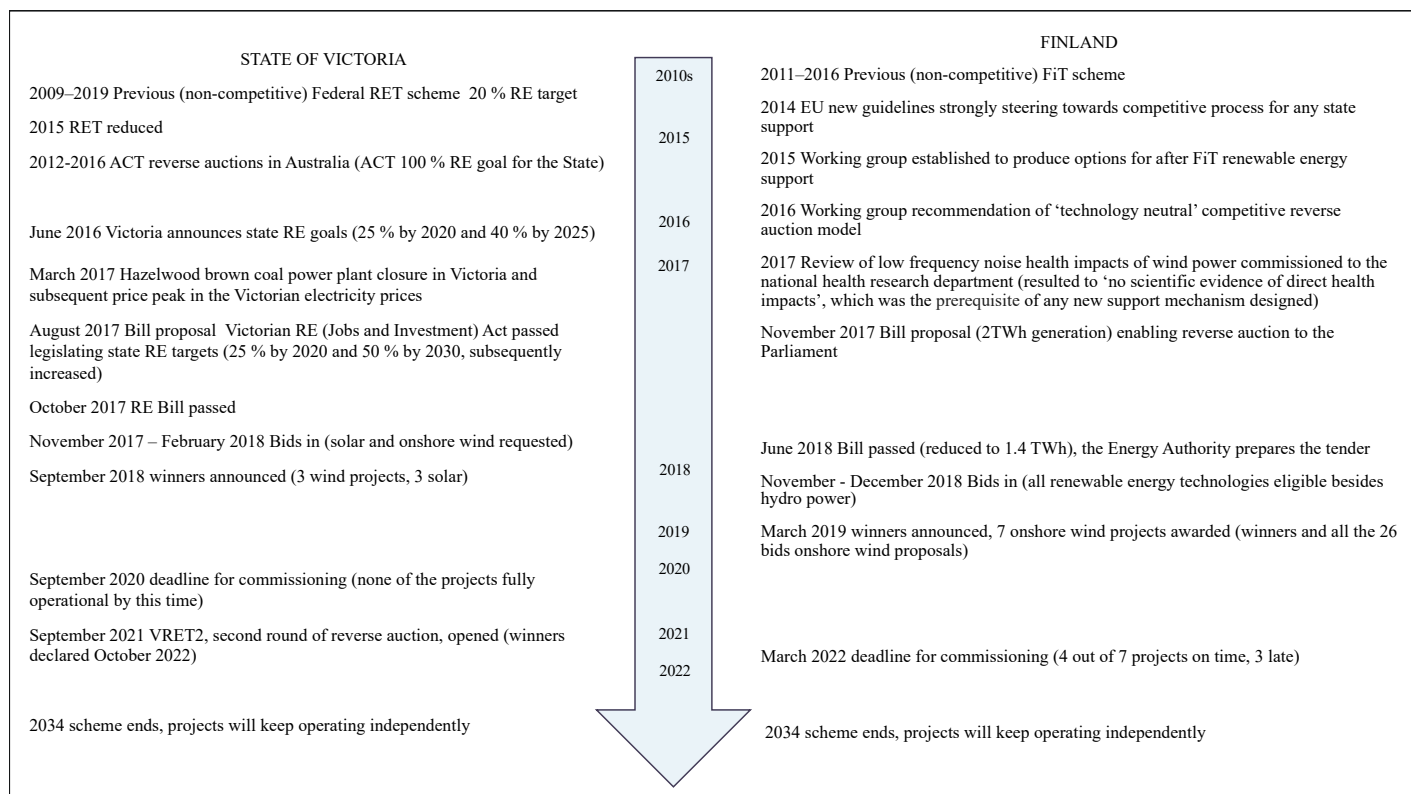 STATE OF VICTORIA
2009–2019 Previous (non-competitive) Federal RET scheme 20 % RE target
2015 RET reduced
2012-2016 ACT reverse auctions in Australia (ACT 100 % RE goal for the State)
June 2016 Victoria announces state RE goals (25 % by 2020 and 40 % by 2025)
March 2017 Hazelwood brown coal power plant closure in Victoria and
subsequent price peak in the Victorian electricity prices
August 2017 Bill proposal Victorian RE (Jobs and Investment) Act passed
legislating state RE targets (25 % by 2020 and 50 % by 2030, subsequently
increased)
October 2017 RE Bill passed
November 2017 – February 2018 Bids in (solar and onshore wind requested)
September 2018 winners announced (3 wind projects, 3 solar)
September 2020 deadline for commissioning (none of the projects fully
operational by this time)
September 2021 VRET2, second round of reverse auction, opened (winners
declared October 2022)
2034 scheme ends, projects will keep operating independently
2010s
2015
2016
2017
2018
2019
2020
2021
2022
FINLAND
2011–2016 Previous (non-competitive) FiT scheme
2014 EU new guidelines strongly steering towards competitive process for any state
support
2015 Working group established to produce options for after FiT renewable energy
support
2016 Working group recommendation of ‘technology neutral’ competitive reverse
auction model
2017 Review of low frequency noise health impacts of wind power commissioned to the
national health research department (resulted to ‘no scientific evidence of direct health
impacts’, which was the prerequisite of any new support mechanism designed)
November 2017 Bill proposal (2TWh generation) enabling reverse auction to the
Parliament
June 2018 Bill passed (reduced to 1.4 TWh), the Energy Authority prepares the tender
November - December 2018 Bids in (all renewable energy technologies eligible besides
hydro power)
March 2019 winners announced, 7 onshore wind projects awarded (winners and all the 26
bids onshore wind proposals)
March 2022 deadline for commissioning (4 out of 7 projects on time, 3 late)
2034 scheme ends, projects will keep operating independently